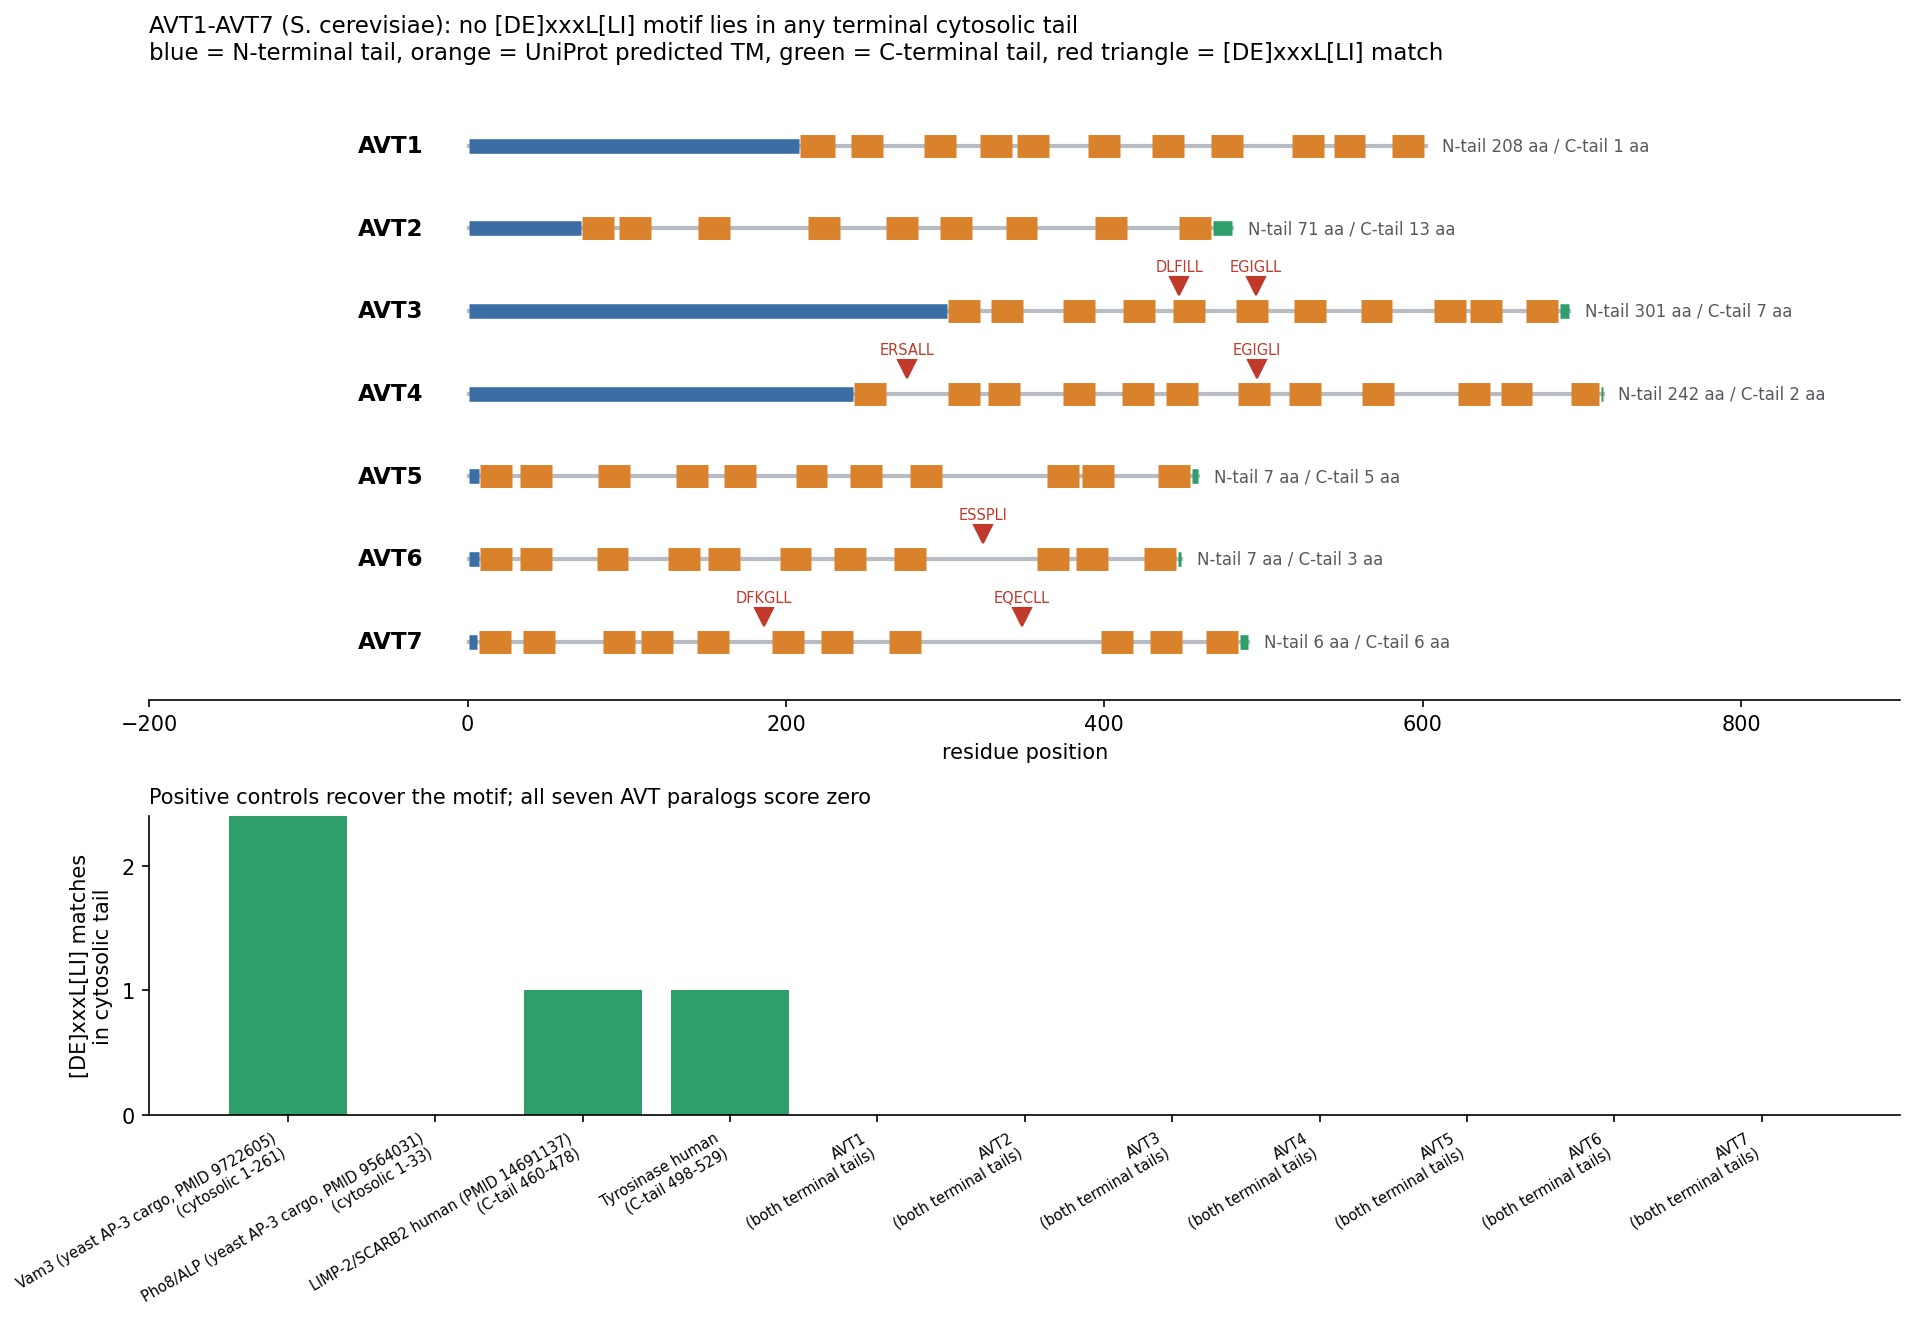 AVT1-AVT7 (S. cerevisiae): no [DE]xxxL[LI] motif lies in any terminal cytosolic tail
blue = N-terminal tail, orange = UniProt predicted TM, green = C-terminal tail, red triangle = [DE]xxxL[LI] match
AVT1
N-tail 208 aa / C-tail 1 aa
AVT2
N-tail 71 aa / C-tail 13 aa
DLFILL
EGIGLL
AVT3
N-tail 301 aa / C-tail 7 aa
ERSALL
EGIGLI
AVT4
N-tail 242 aa / C-tail 2 aa
AVT5
N-tail 7 aa / C-tail 5 aa
ESSPLI
AVT6
N-tail 7 aa / C-tail 3 aa
DFKGLL
EQECLL
AVT7
N-tail 6 aa / C-tail 6 aa
−200
0
200
400
600
800
residue position
Positive controls recover the motif; all seven AVT paralogs score zero
[DE]xxxL[LI] matches
in cytosolic tail
2
1
0
Vam3 (yeast AP-3 cargo, PMID 9722605)
(cytosolic 1-261)
Pho8/ALP (yeast AP-3 cargo, PMID 9564031)
(cytosolic 1-33)
LIMP-2/SCARB2 human (PMID 14691137)
(C-tail 460-478)
Tyrosinase human
(C-tail 498-529)
AVT1
(both terminal tails)
AVT2
(both terminal tails)
AVT3
(both terminal tails)
AVT4
(both terminal tails)
AVT5
(both terminal tails)
AVT6
(both terminal tails)
AVT7
(both terminal tails)